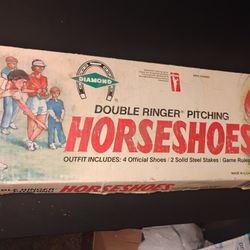 DIAMOND
DOUBLE RINGER PITCHING
HORSESHOES
OUTFIT INCLUDES: 4 Official Shoes / 2 Solid Steel Stakes / Game Rules
DOUBLE RINGER
HORSESHOES